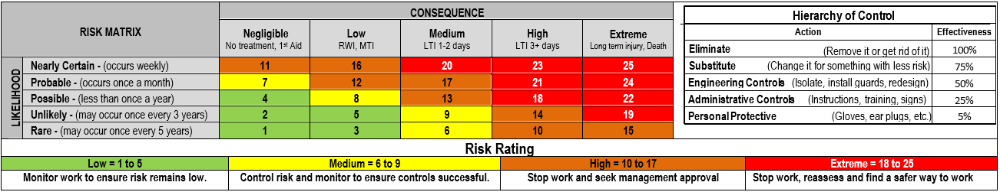 RISK MATRIX
CONSEQUENCE
Negligible Low Medium High Extreme
No treatment, 1st Aid RWI, MTI LTI 1-2 days LTI 3+ days Long term injury, Death
LIKELIHOOD
Nearly Certain - (occurs weekly) 11 16 20 23 25
Probable - (occurs once a month) 7 12 17 21 24
Possible - (less than once a year) 4 8 13 18 22
Unlikely - (may occur once every 3 years) 2 5 9 14 19
Rare - (may occur once every 5 years) 1 3 6 10 15
Hierarchy of Control
Action Effectiveness
Eliminate (Remove it or get rid of it) 100%
Substitute (Change it for something with less risk) 75%
Engineering Controls (Isolate, install guards, redesign) 50%
Administrative Controls (Instructions, training, signs) 25%
Personal Protective (Gloves, ear plugs, etc.) 5%
Risk Rating
Low = 1 to 5 Medium = 6 to 9 High = 10 to 17 Extreme = 18 to 25
Monitor work to ensure risk remains low. Control risk and monitor to ensure controls successful. Stop work and seek management approval Stop work, reassess and find a safer way to work